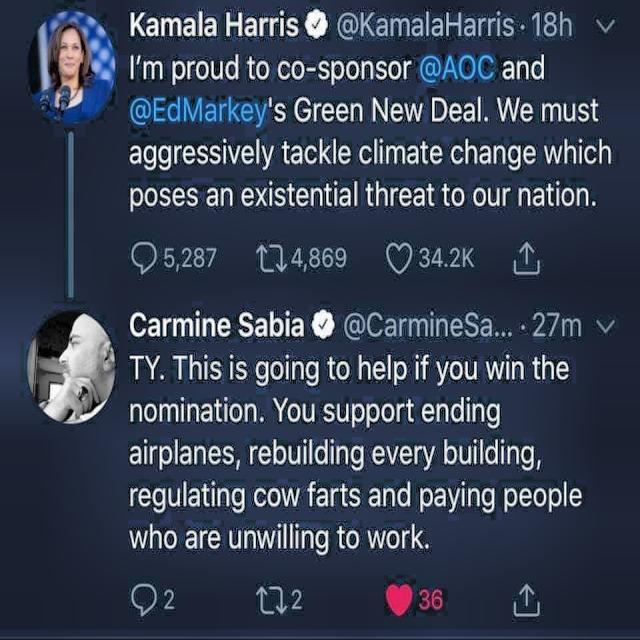 Kamala Harris @KamalaHarris · 18h
I'm proud to co-sponsor @AOC and
@EdMarkey's Green New Deal. We must
aggressively tackle climate change which
poses an existential threat to our nation.
5,287 4,869 34.2K
Carmine Sabia @CarmineSa... · 27m
TY. This is going to help if you win the
nomination. You support ending
airplanes, rebuilding every building,
regulating cow farts and paying people
who are unwilling to work.
2 2 36